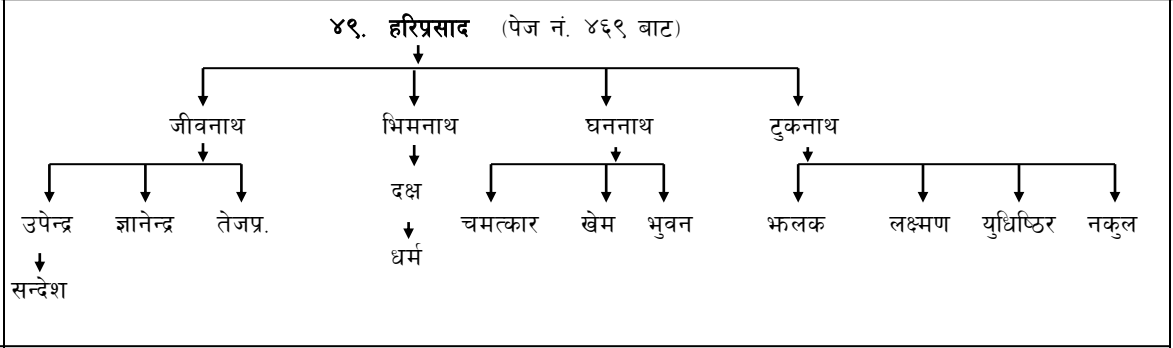 ४९. हरिप्रसाद (पेज नं. ४६९ बाट)
जीवनाथ भिमनाथ घननाथ टुकनाथ
दक्ष
उपेन्द्र ज्ञानेन्द्र तेजप्र. चमत्कार खेम भुवन झलक लक्ष्मण युधिष्ठिर नकुल
धर्म
सन्देश